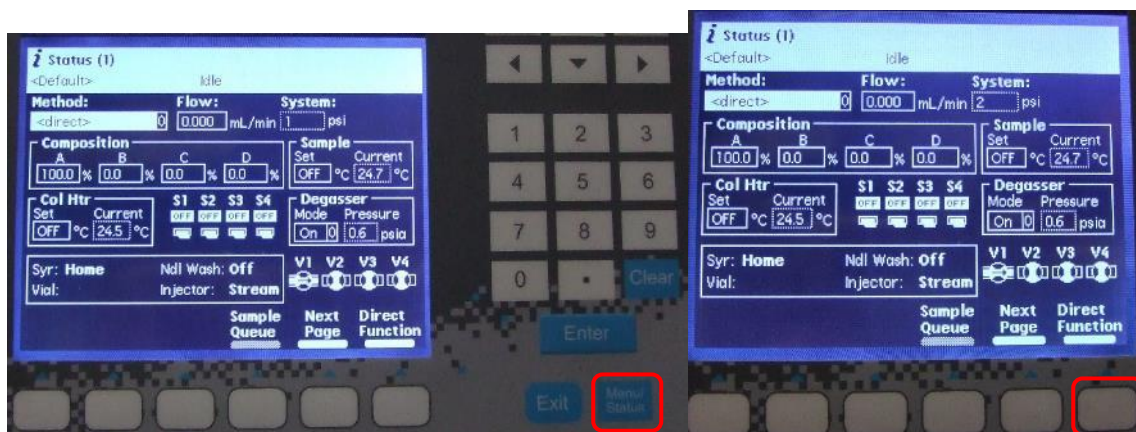 i Status (1)
<Default> Idle
Method: Flow: System:
<direct> 0 0.000 mL/min 1 psi
Composition Sample
A B C D Set Current
100.0 % 0.0 % 0.0 % 0.0 % OFF °C 24.7 °C
Col Htr S1 S2 S3 S4 Degasser
Set Current OFF OFF OFF OFF Mode Pressure
OFF °C 24.5 °C On 0 0.6 psia
Syr: Home Ndl Wash: Off V1 V2 V3 V4
Vial: Injector: Stream
Sample Next Direct
Queue Page Function
1 2 3
4 5 6
7 8 9
0 . Clear
Enter
Exit Menu/
Status
i Status (1)
<Default> Idle
Method: Flow: System:
<direct> 0 0.000 mL/min 2 psi
Composition Sample
A B C D Set Current
100.0 % 0.0 % 0.0 % 0.0 % OFF °C 24.7 °C
Col Htr S1 S2 S3 S4 Degasser
Set Current OFF OFF OFF OFF Mode Pressure
OFF °C 24.5 °C On 0 0.6 psia
Syr: Home Ndl Wash: Off V1 V2 V3 V4
Vial: Injector: Stream
Sample Next Direct
Queue Page Function